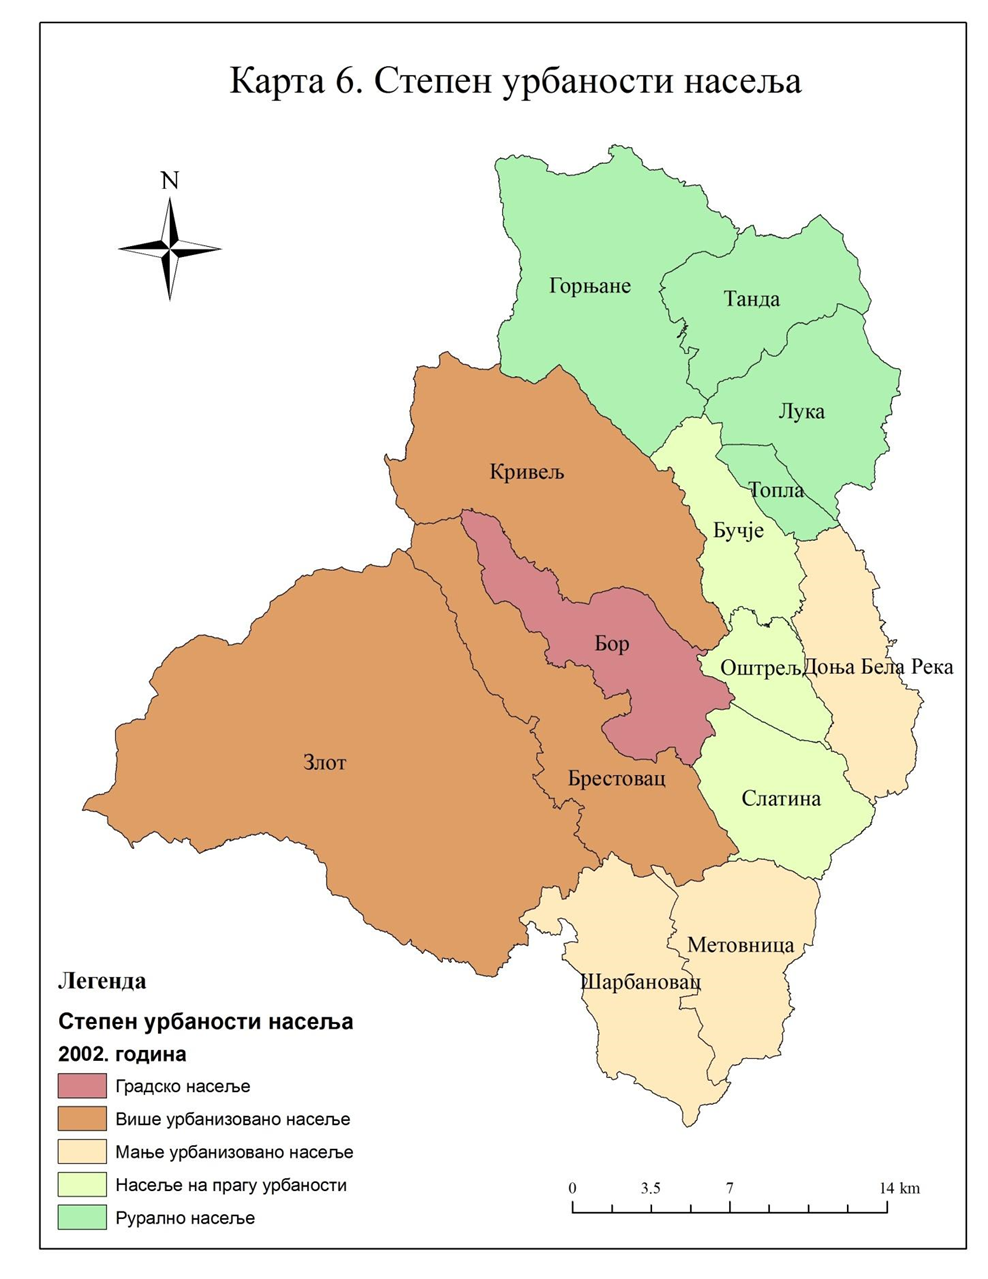 Карта 6. Степен урбаности насеља
N
Горњане
Танда
Лука
Кривељ
Топла
Бучје
Бор
Оштрељ
Доња Бела Река
Злот
Брестовац
Слатина
Метовница
Шарбановац
Легенда
Степен урбаности насеља
2002. година
Градско насеље
Више урбанизовано насеље
Мање урбанизовано насеље
Насеље на прагу урбаности
Рурално насеље
0 3.5 7 14 km